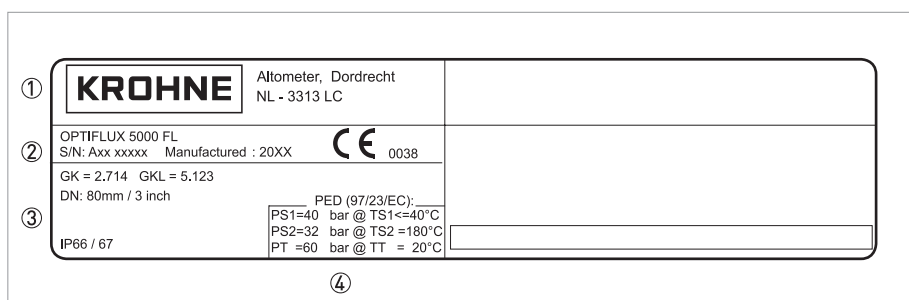 ① KROHNE Altometer, Dordrecht
NL - 3313 LC
② OPTIFLUX 5000 FL
S/N: Axx xxxxx Manufactured : 20XX CE 0038
③ GK = 2.714 GKL = 5.123
DN: 80mm / 3 inch
PED (97/23/EC):
PS1=40 bar @ TS1<=40°C
PS2=32 bar @ TS2 =180°C
IP66 / 67 PT =60 bar @ TT = 20°C
④